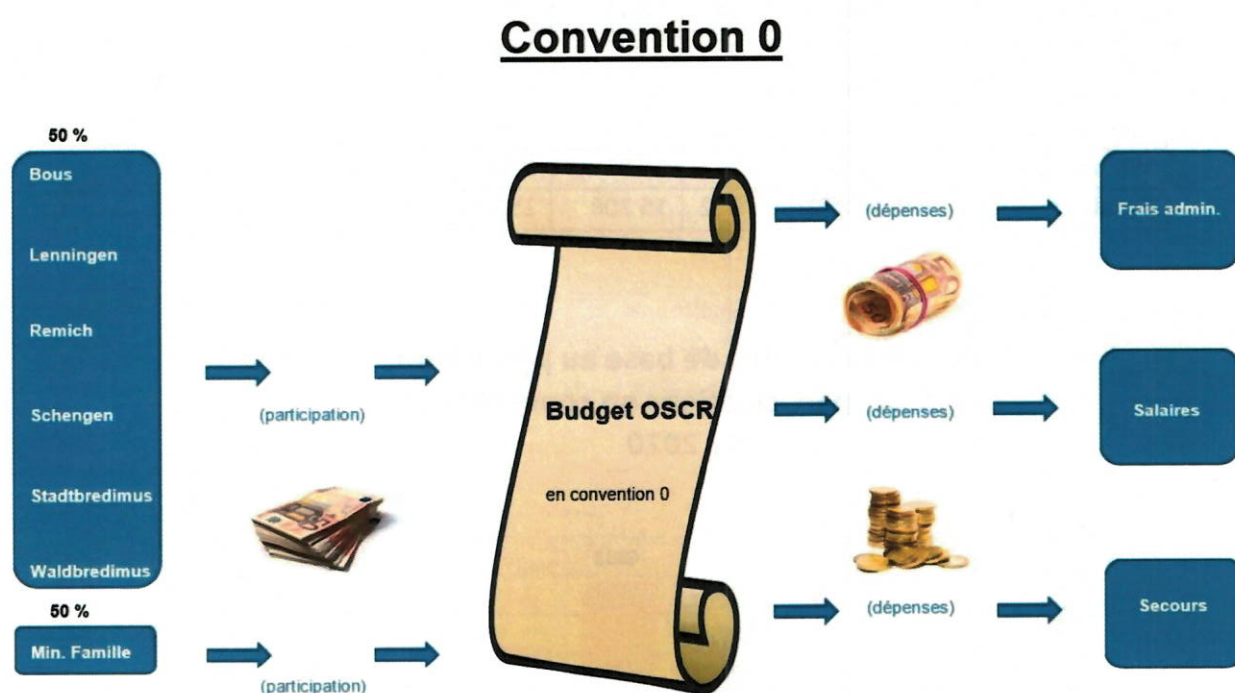 Convention 0
50 %
Bous
Lenningen
Remich
Schengen
Stadtbredimus
Waldbredimus
50 %
Min. Famille
(participation)
(participation)
Budget OSCR
en convention 0
(dépenses)
(dépenses)
(dépenses)
Frais admin.
Salaires
Secours